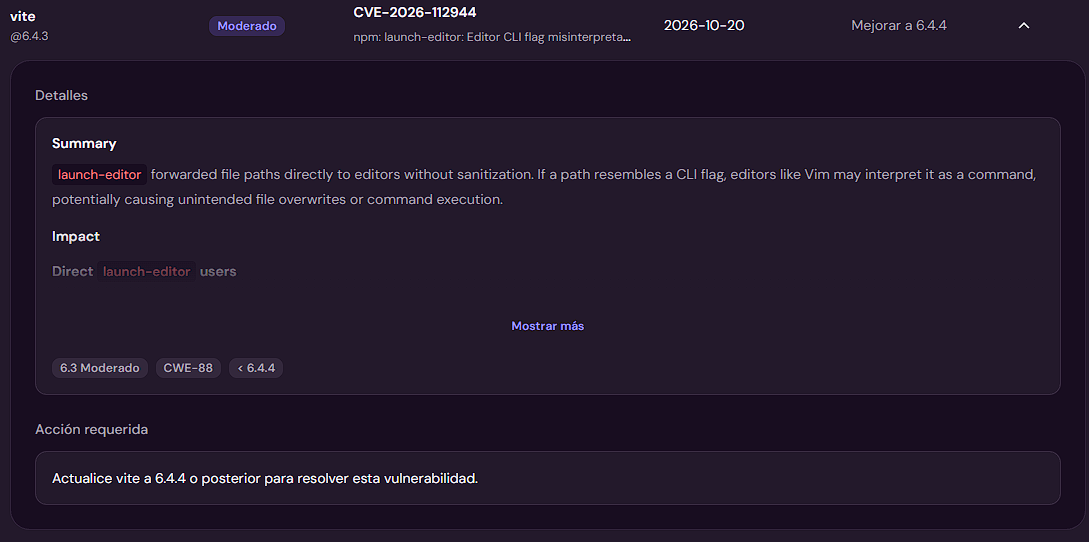 vite
@6.4.3
Moderado
CVE-2026-112944
npm: launch-editor: Editor CLI flag misinterpreta...
2026-10-20
Mejorar a 6.4.4
Detalles
Summary
launch-editor forwarded file paths directly to editors without sanitization. If a path resembles a CLI flag, editors like Vim may interpret it as a command,
potentially causing unintended file overwrites or command execution.
Impact
Direct launch-editor users
Mostrar más
6.3 Moderado
CWE-88
< 6.4.4
Acción requerida
Actualice vite a 6.4.4 o posterior para resolver esta vulnerabilidad.